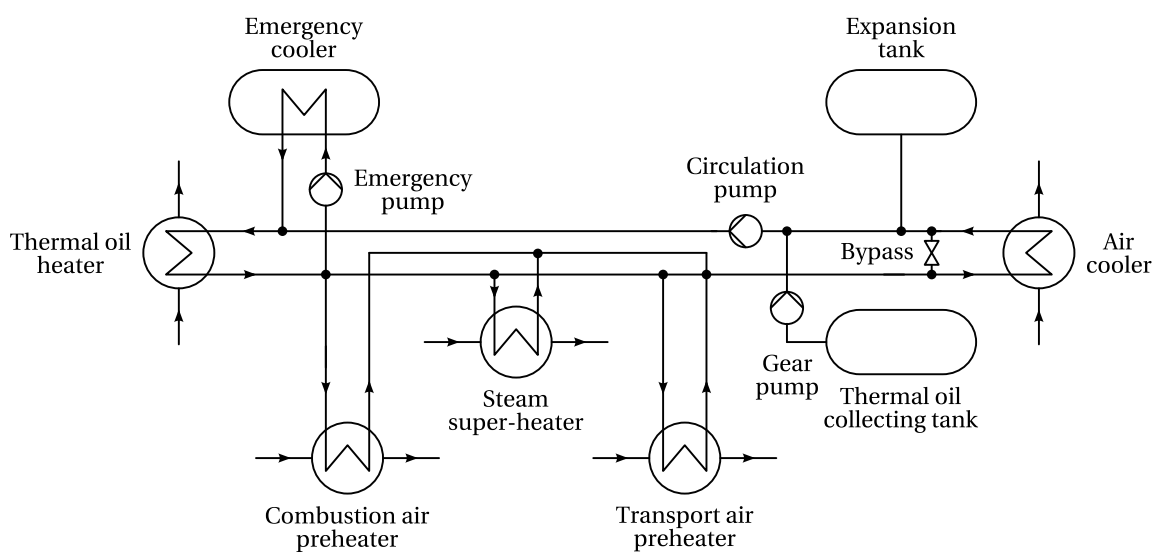 Emergency
cooler
Expansion
tank
Circulation
pump
Emergency
pump
Thermal oil
heater
Bypass
Air
cooler
Gear
pump
Steam
super-heater
Thermal oil
collecting tank
Combustion air
preheater
Transport air
preheater